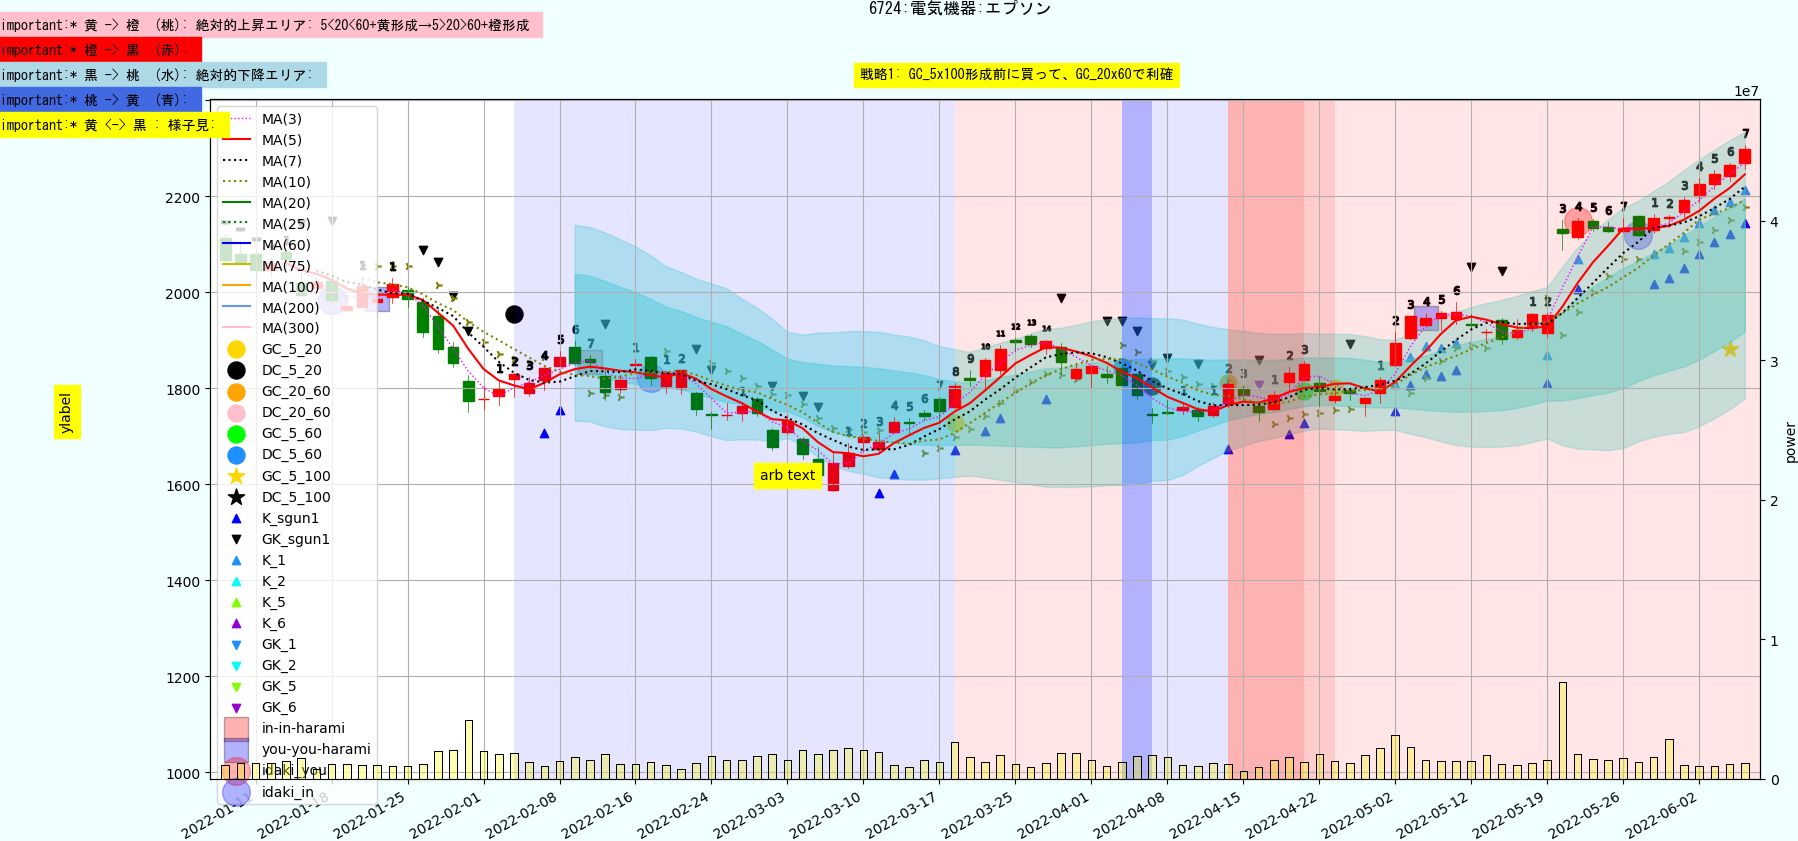 6724:電気機器:エプソン
important:* 黄 -> 橙 (桃): 絶対的上昇エリア: 5<20<60+黄形成→5>20>60+橙形成
important:* 橙 -> 黒 (赤):
important:* 黒 -> 桃 (水): 絶対的下降エリア:
戦略1: GC_5x100形成前に買って、GC_20x60で利確
important:* 桃 -> 黄 (青):
important:* 黄 <-> 黒 : 様子見:
1e7
MA(3)
MA(5)
MA(7)
MA(10)
MA(20)
MA(25)
MA(60)
MA(75)
MA(100)
MA(200)
MA(300)
GC_5_20
DC_5_20
GC_20_60
DC_20_60
GC_5_60
DC_5_60
GC_5_100
DC_5_100
K_sgun1
GK_sgun1
K_1
K_2
K_5
K_6
GK_1
GK_2
GK_5
GK_6
in-in-harami
you-you-harami
idaki_you
idaki_in
2200
2000
1800
1600
1400
1200
1000
ylabel
arb text
4
3
2
1
0
power
2022-01-11
2022-01-18
2022-01-25
2022-02-01
2022-02-08
2022-02-16
2022-02-24
2022-03-03
2022-03-10
2022-03-17
2022-03-25
2022-04-01
2022-04-08
2022-04-15
2022-04-22
2022-05-02
2022-05-12
2022-05-19
2022-05-26
2022-06-02